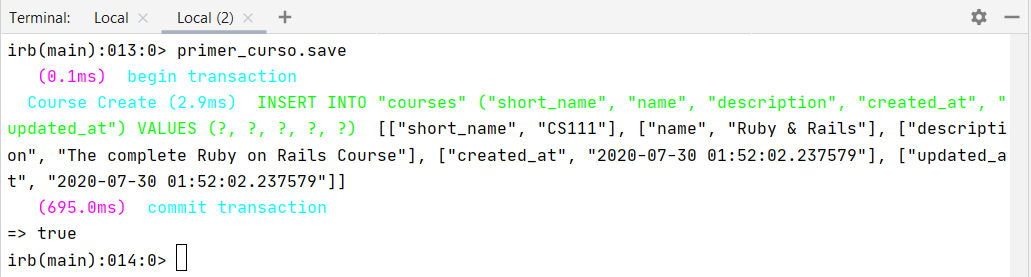 Terminal: Local × Local (2) × +
irb(main):013:0> primer_curso.save
(0.1ms) begin transaction
Course Create (2.9ms) INSERT INTO "courses" ("short_name", "name", "description", "created_at", "
updated_at") VALUES (?, ?, ?, ?, ?) [["short_name", "CS111"], ["name", "Ruby & Rails"], ["descripti
on", "The complete Ruby on Rails Course"], ["created_at", "2020-07-30 01:52:02.237579"], ["updated_a
t", "2020-07-30 01:52:02.237579"]]
(695.0ms) commit transaction
=> true
irb(main):014:0>